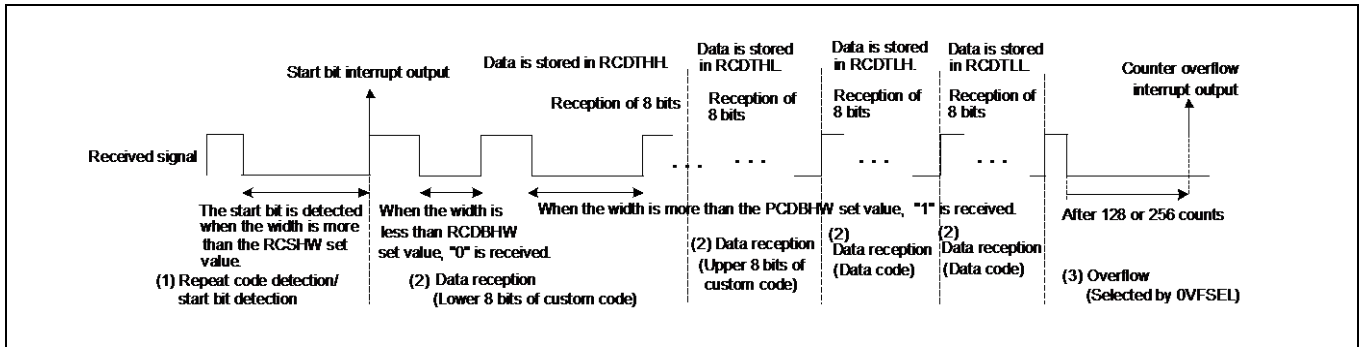 Data is stored
in RCDTHL.
Data is stored
in RCDTLH.
Data is stored
in RCDTLL.
Start bit interrupt output
Data is stored in RCDTHH.
Counter overflow
interrupt output
Reception of 8 bits
Reception of
8 bits
Reception of
8 bits
Reception of
8 bits
Received signal
. . .
. . .
. . .
. . .
The start bit is detected
when the width is more
than the RCSHW set
value.
When the width is
less than RCDBHW
set value, "0" is received.
When the width is more than the PCDBHW set value, "1" is received.
After 128 or 256 counts
(1) Repeat code detection/
start bit detection
(2) Data reception
(Lower 8 bits of custom code)
(2) Data reception
(Upper 8 bits of
custom code)
(2)
Data reception
(Data code)
(2)
Data reception
(Data code)
(3) Overflow
(Selected by 0VFSEL)